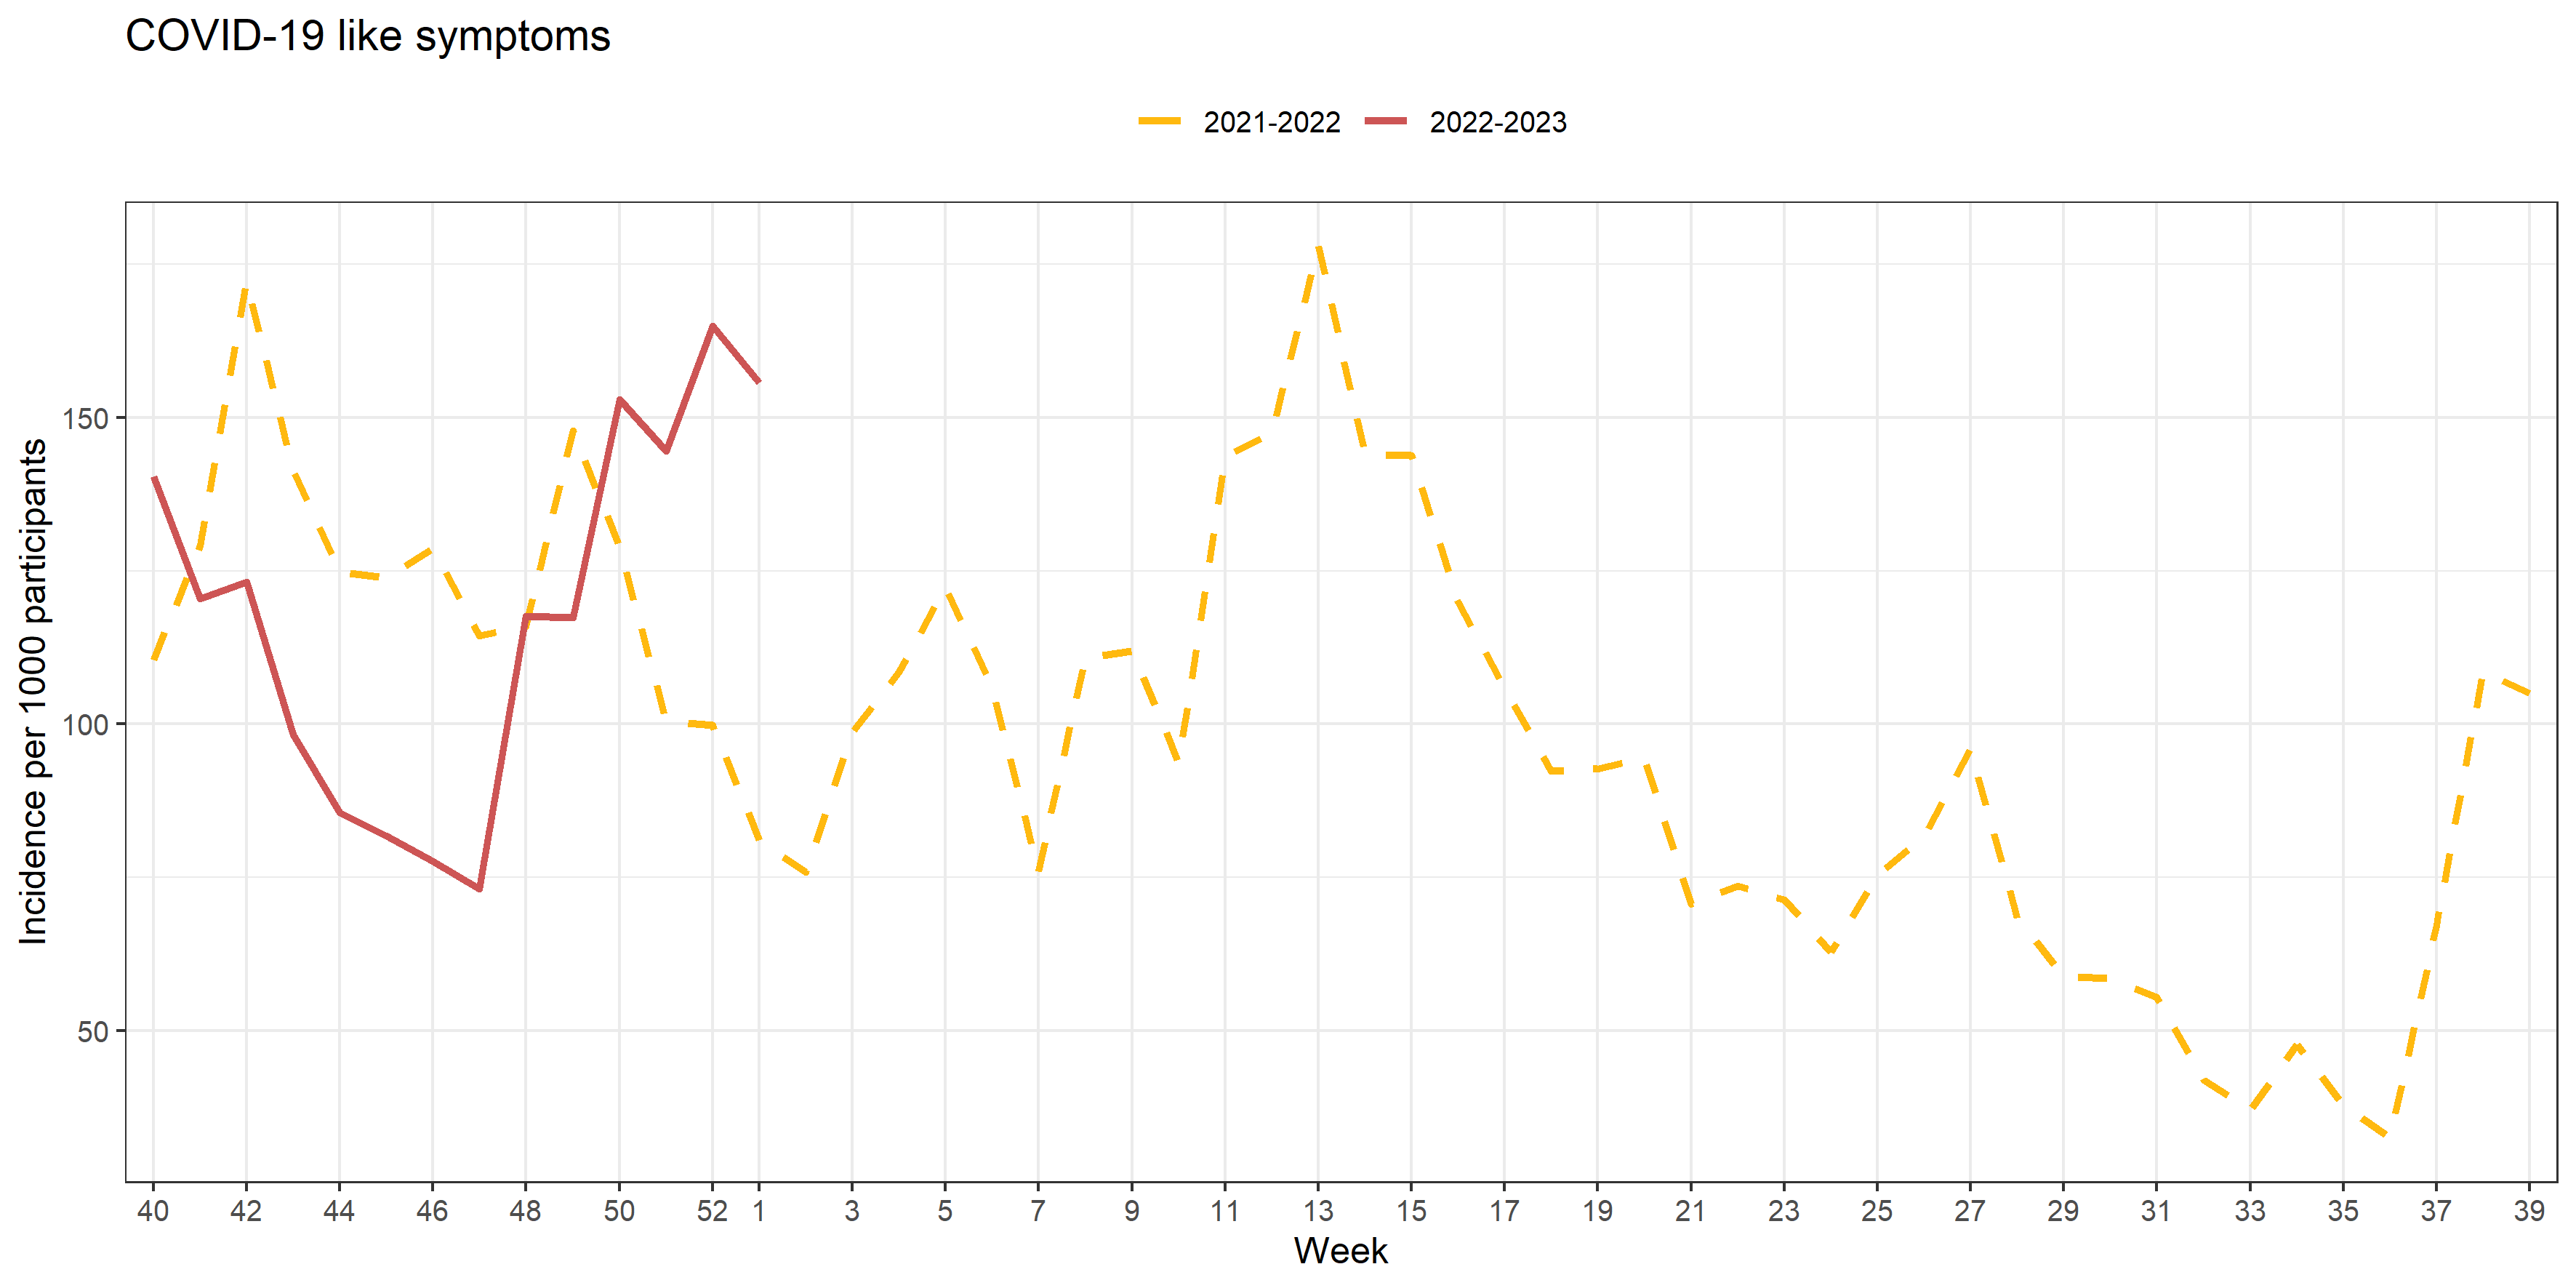 COVID-19 like symptoms
2021-2022 2022-2023
Incidence per 1000 participants
150
100
50
40 42 44 46 48 50 52 1 3 5 7 9 11 13 15 17 19 21 23 25 27 29 31 33 35 37 39
Week